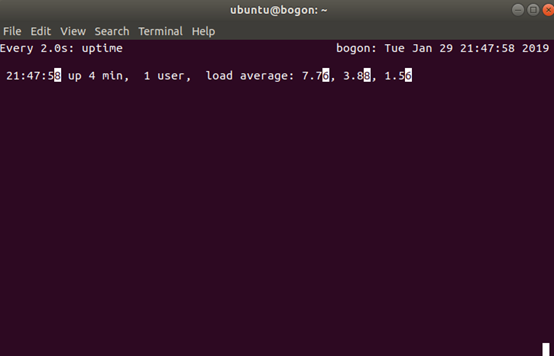 ubuntu@bogon: ~
File Edit View Search Terminal Help
Every 2.0s: uptime bogon: Tue Jan 29 21:47:58 2019
21:47:58 up 4 min, 1 user, load average: 7.76, 3.88, 1.56